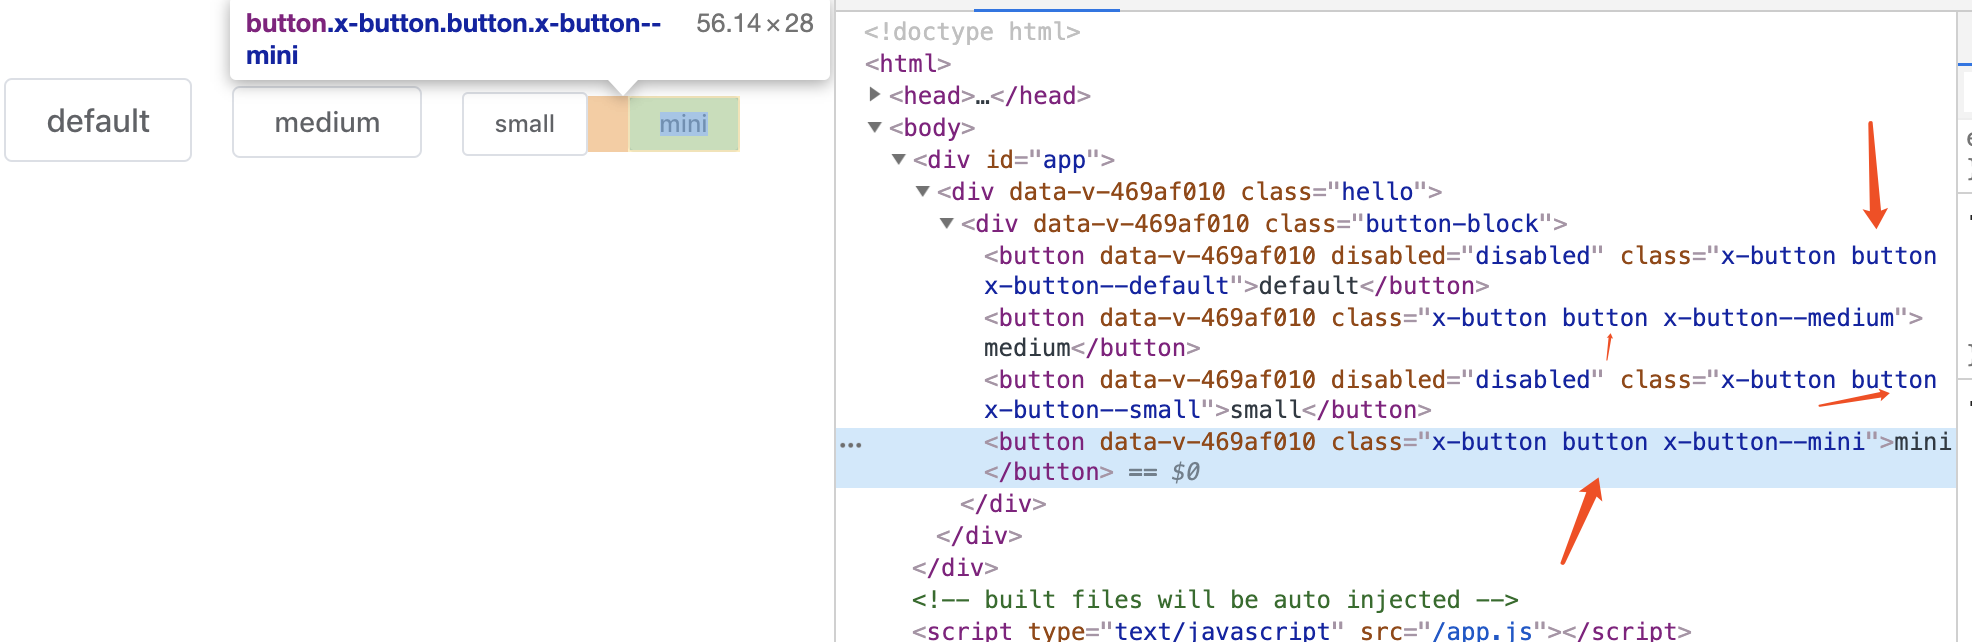 button.x-button.button.x-button-- 56.14×28
mini
default
medium
small
mini
<!doctype html>
<html>
<head>…</head>
<body>
<div id="app">
<div data-v-469af010 class="hello">
<div data-v-469af010 class="button-block">
<button data-v-469af010 disabled="disabled" class="x-button button
x-button--default">default</button>
<button data-v-469af010 class="x-button button x-button--medium">
medium</button>
<button data-v-469af010 disabled="disabled" class="x-button button
x-button--small">small</button>
<button data-v-469af010 class="x-button button x-button--mini">mini
</button> == $0
</div>
</div>
</div>
<!-- built files will be auto injected -->
<script type="text/javascript" src="/app.js"></script>